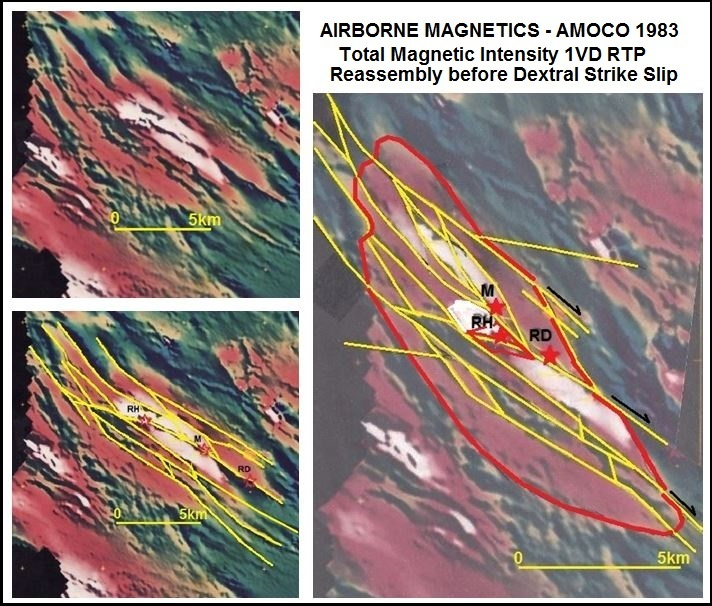 AIRBORNE MAGNETICS - AMOCO 1983
Total Magnetic Intensity 1VD RTP
Reassembly before Dextral Strike Slip
0 5km
RH
M
RD
0 5km
M
RH
RD
0 5km